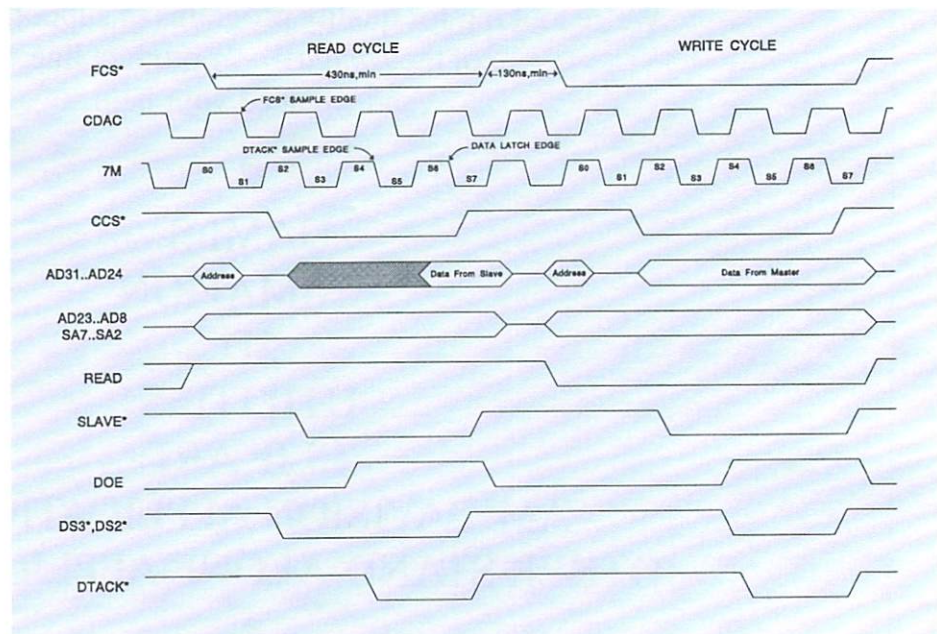 READ CYCLE
WRITE CYCLE
FCS*
430ns,min
130ns,min
FCS* SAMPLE EDGE
CDAC
DTACK* SAMPLE EDGE
DATA LATCH EDGE
7M
S0 S1 S2 S3 S4 S5 S6 S7 S0 S1 S2 S3 S4 S5 S6 S7
CCS*
AD31..AD24
Address
Data From Slave
Address
Data From Master
AD23..AD8
SA7..SA2
READ
SLAVE*
DOE
DS3*,DS2*
DTACK*